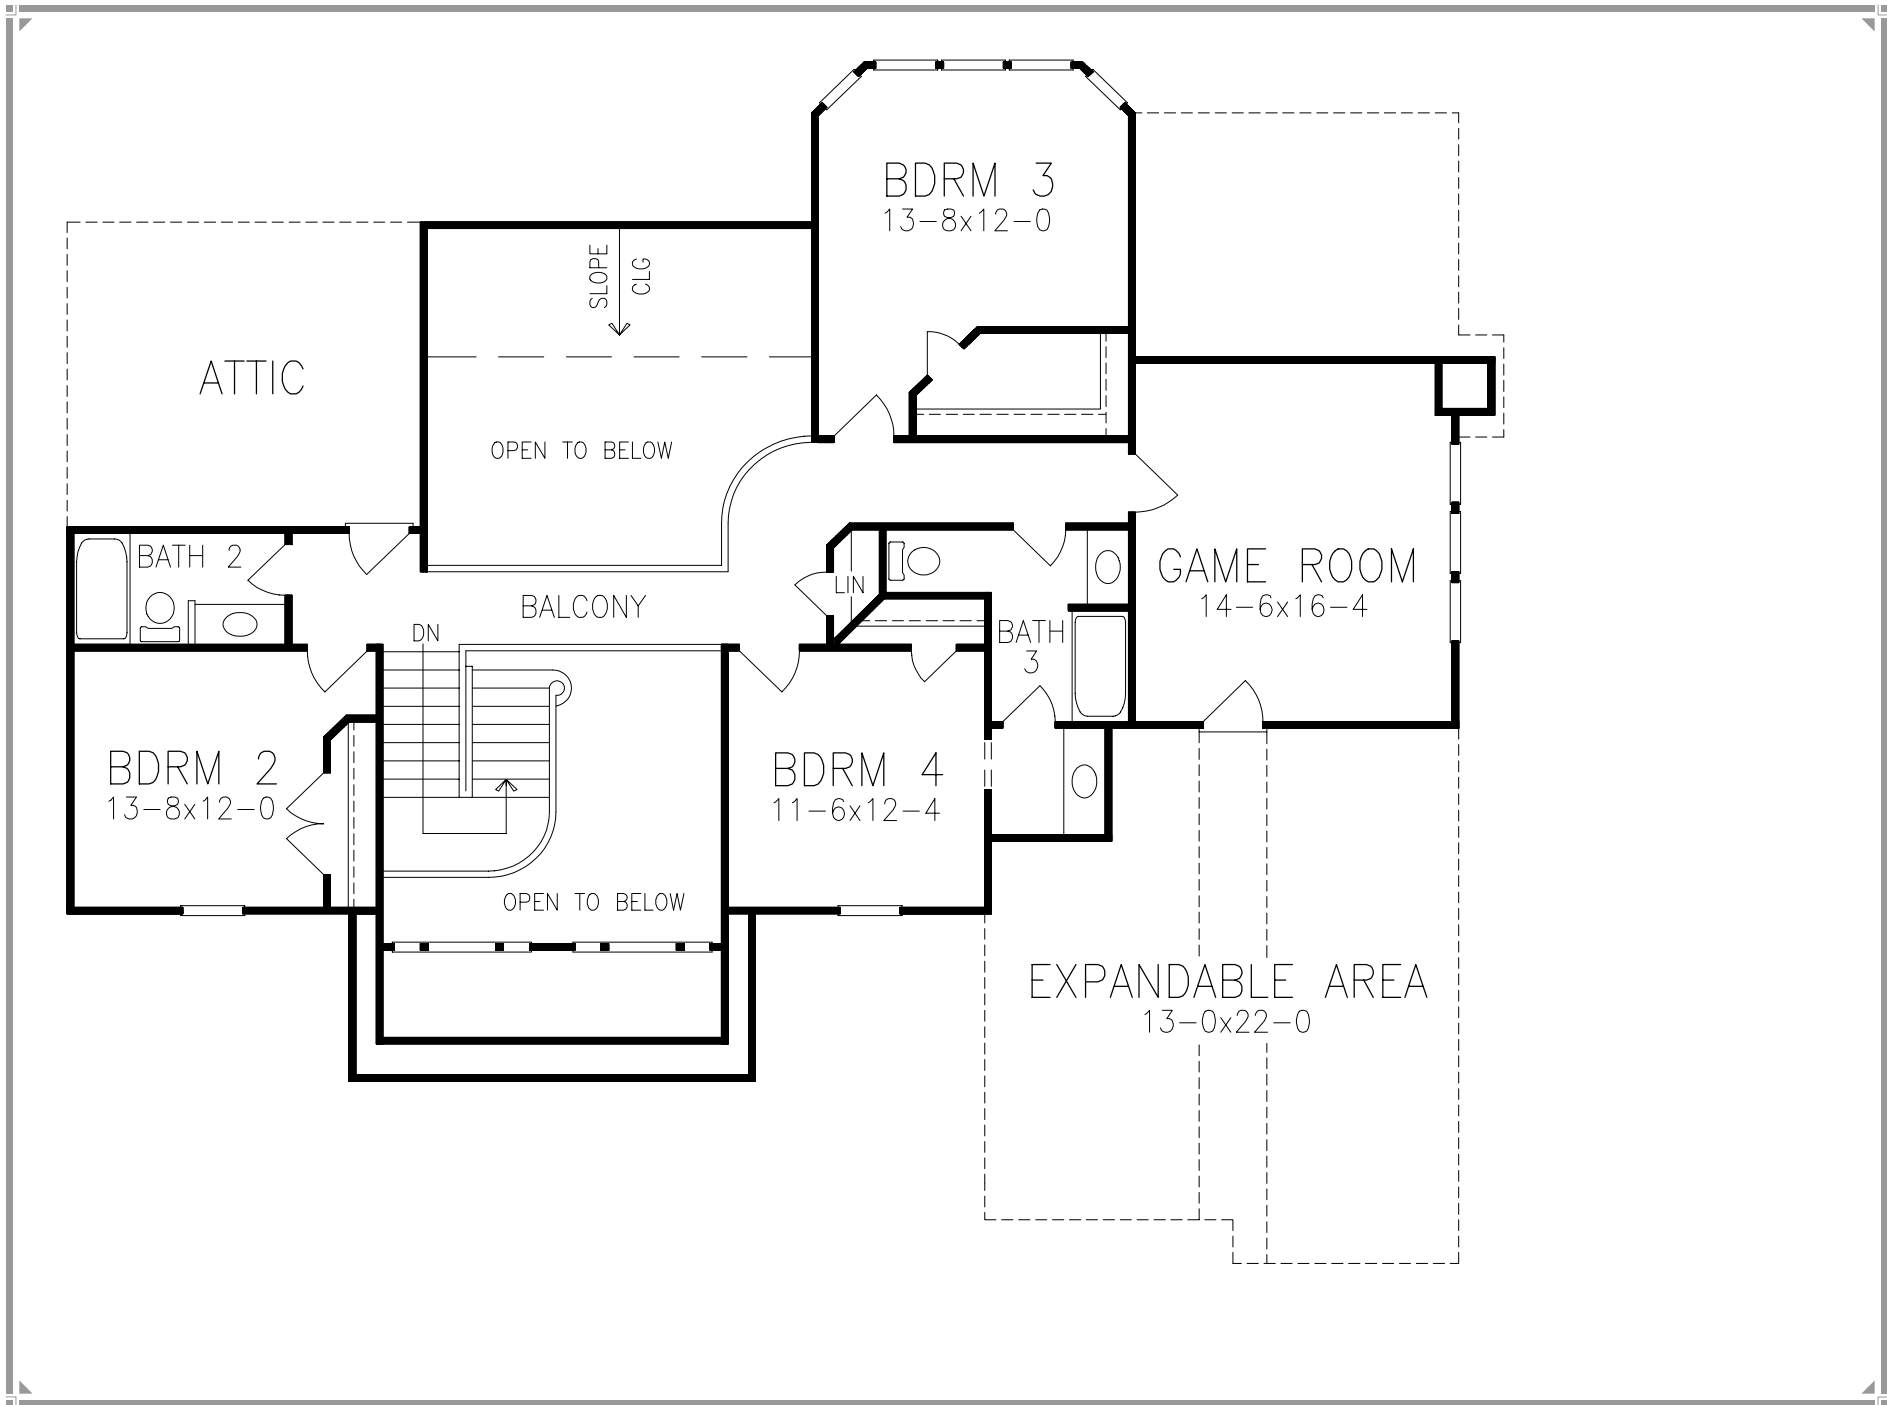 BDRM 3
13-8x12-0
SLOPE
CLG
ATTIC
OPEN TO BELOW
BATH 2
GAME ROOM
14-6x16-4
LIN
BALCONY
DN
BATH
3
BDRM 2
13-8x12-0
BDRM 4
11-6x12-4
OPEN TO BELOW
EXPANDABLE AREA
13-0x22-0